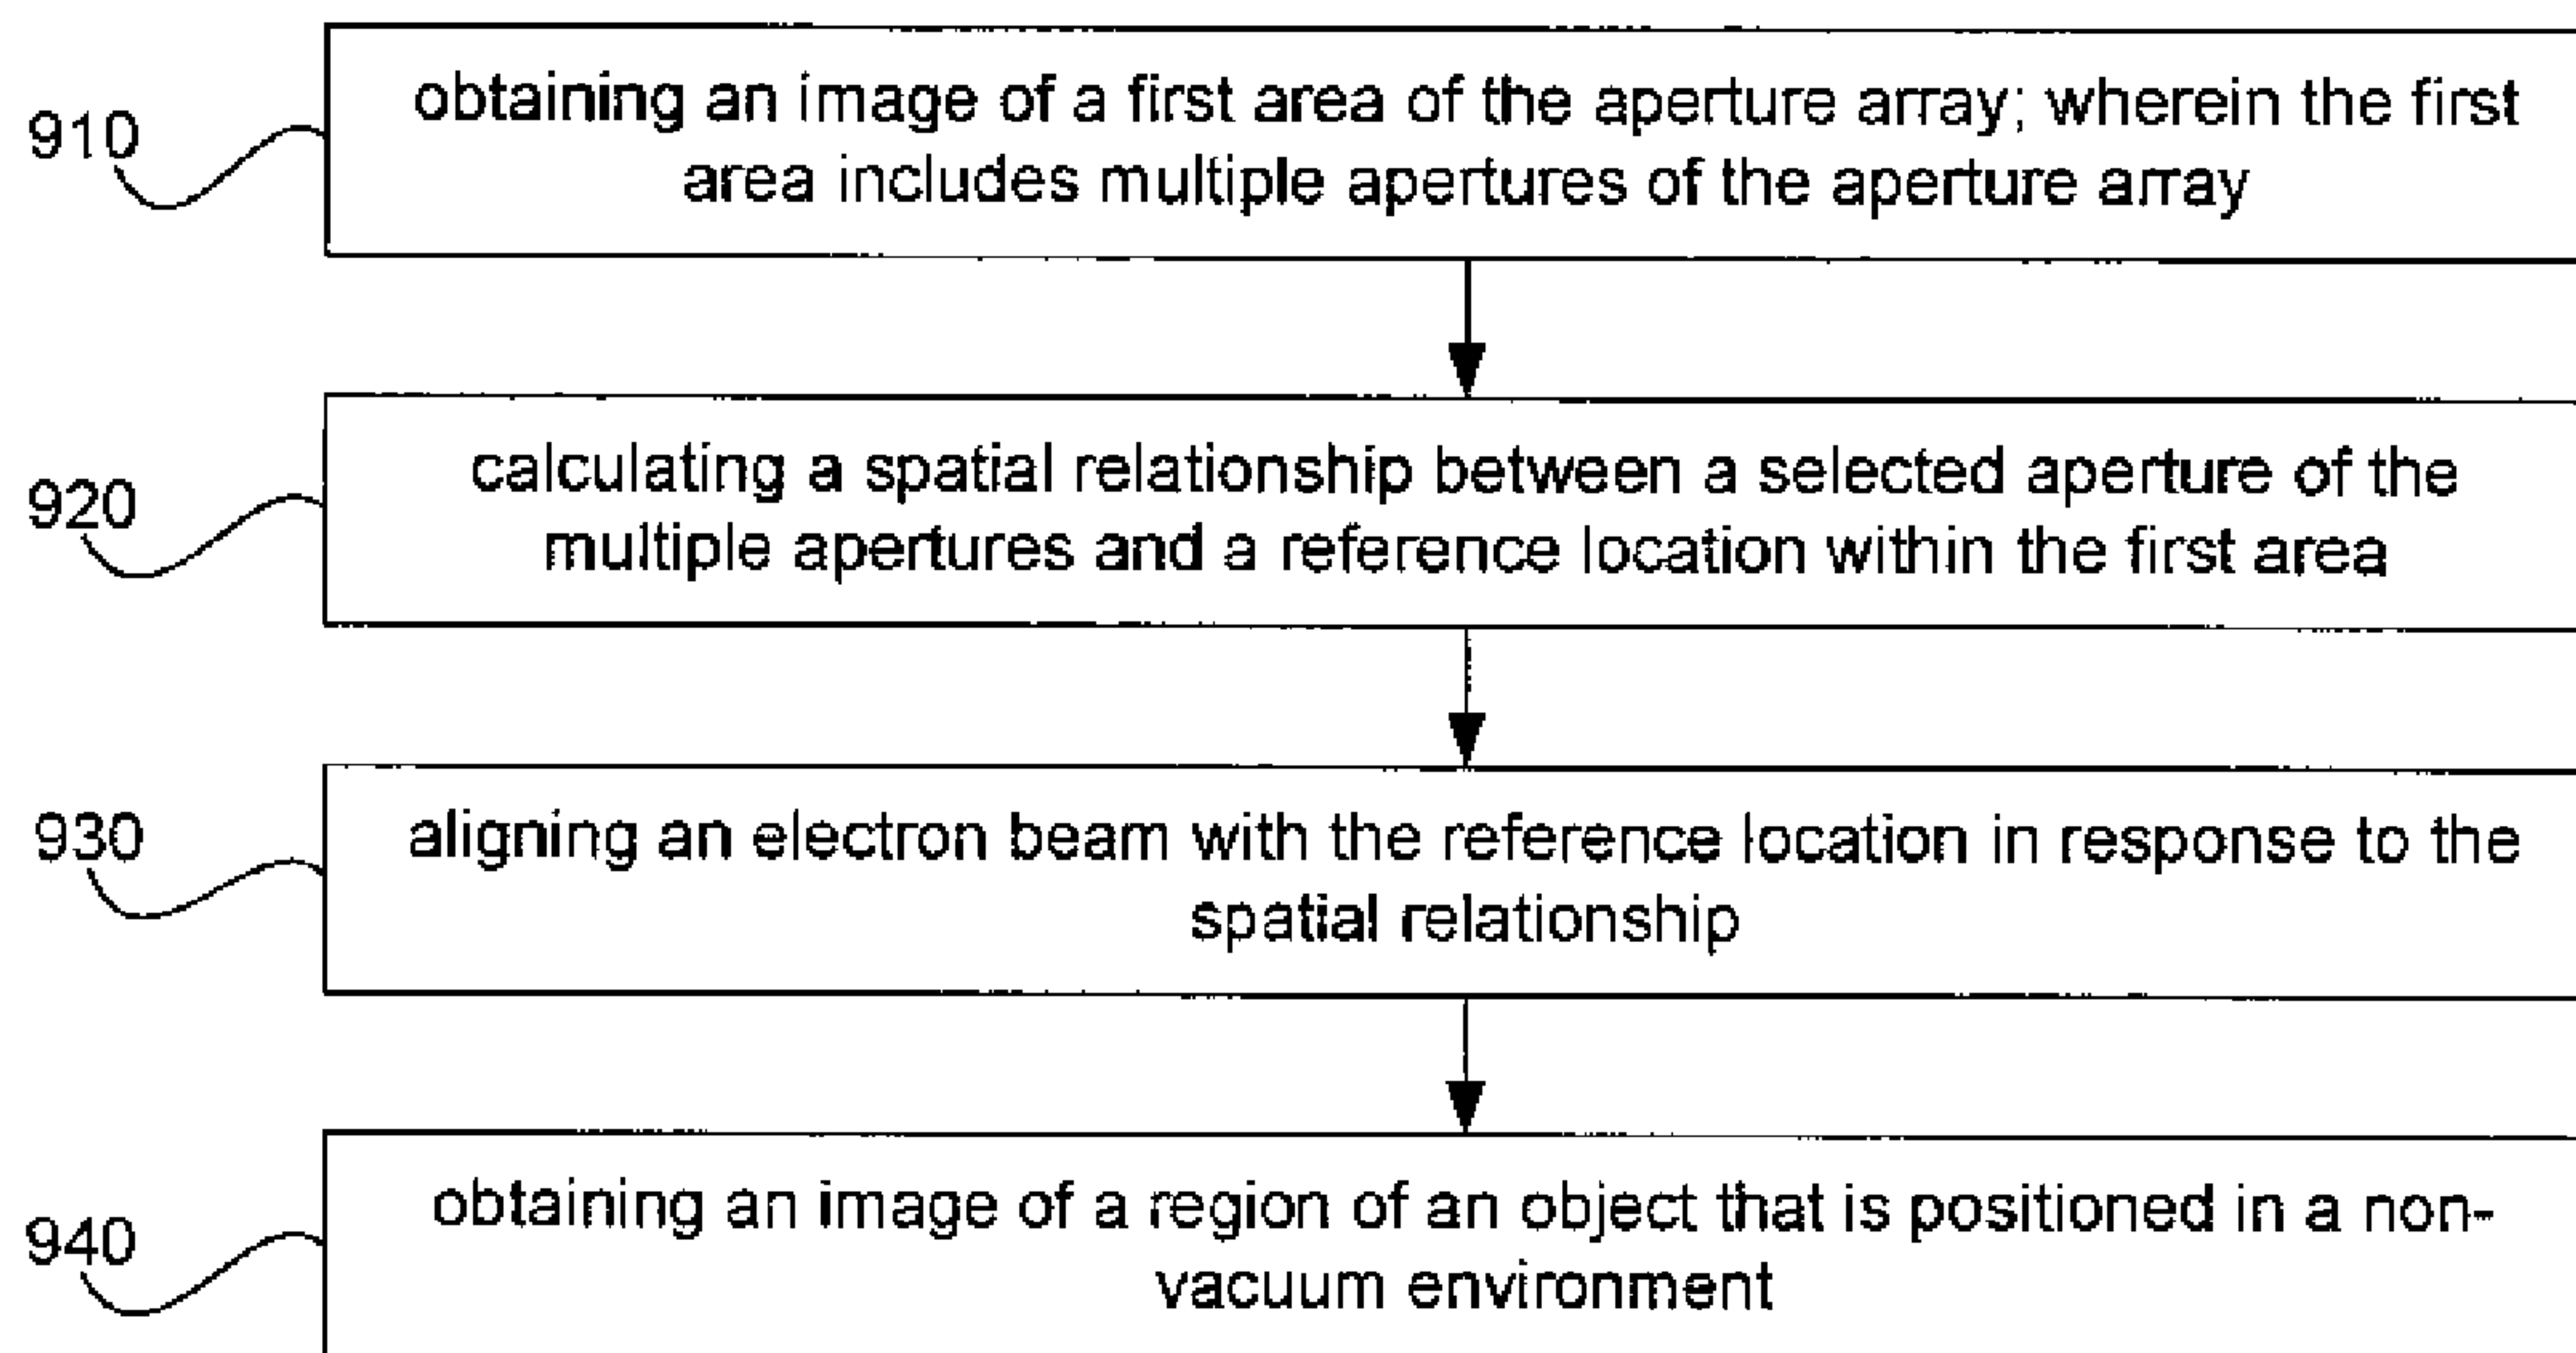 910
obtaining an image of a first area of the aperture array; wherein the first
area includes multiple apertures of the aperture array
920
calculating a spatial relationship between a selected aperture of the
multiple apertures and a reference location within the first area
930
aligning an electron beam with the reference location in response to the
spatial relationship
940
obtaining an image of a region of an object that is positioned in a non-
vacuum environment